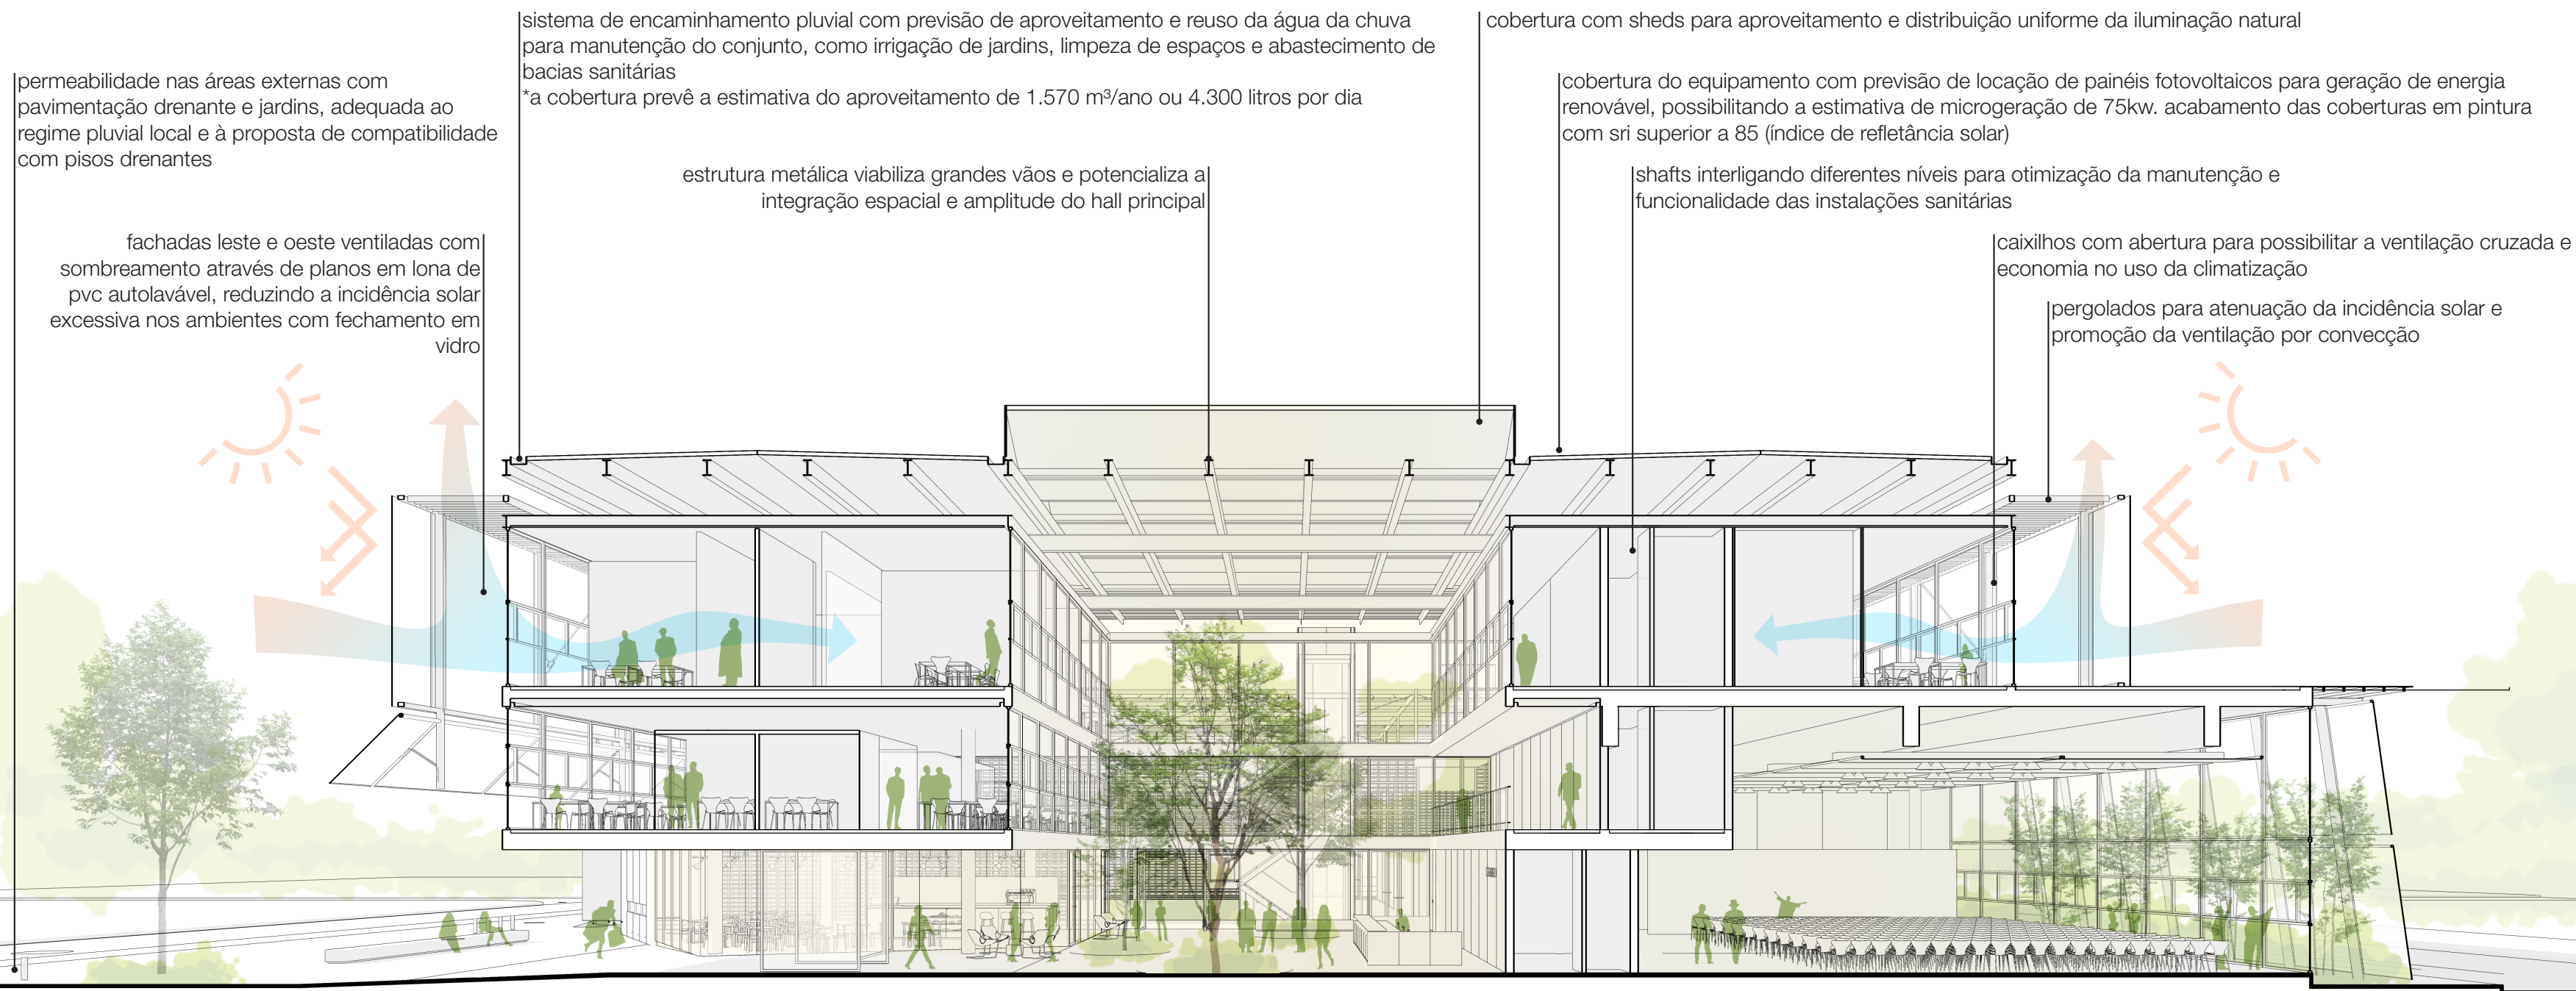 permeabilidade nas áreas externas com
pavimentação drenante e jardins, adequada ao
regime pluvial local e à proposta de compatibilidade
com pisos drenantes
fachadas leste e oeste ventiladas com
sombreamento através de planos em lona de
pvc autolavável, reduzindo a incidência solar
excessiva nos ambientes com fechamento em
vidro
sistema de encaminhamento pluvial com previsão de aproveitamento e reuso da água da chuva
para manutenção do conjunto, como irrigação de jardins, limpeza de espaços e abastecimento de
bacias sanitárias
*a cobertura prevê a estimativa do aproveitamento de 1.570 m³/ano ou 4.300 litros por dia
estrutura metálica viabiliza grandes vãos e potencializa a
integração espacial e amplitude do hall principal
cobertura com sheds para aproveitamento e distribuição uniforme da iluminação natural
cobertura do equipamento com previsão de locação de painéis fotovoltaicos para geração de energia
renovável, possibilitando a estimativa de microgeração de 75kw. acabamento das coberturas em pintura
com sri superior a 85 (índice de refletância solar)
shafts interligando diferentes níveis para otimização da manutenção e
funcionalidade das instalações sanitárias
caixilhos com abertura para possibilitar a ventilação cruzada e
economia no uso da climatização
pergolados para atenuação da incidência solar e
promoção da ventilação por convecção